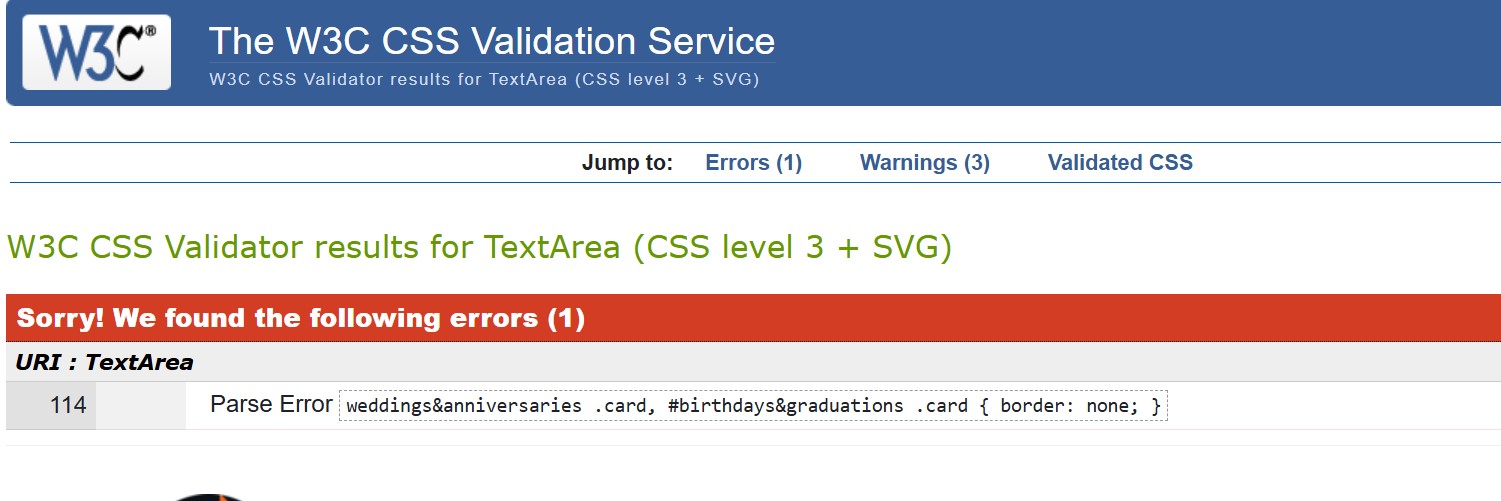 W3C®
The W3C CSS Validation Service
W3C CSS Validator results for TextArea (CSS level 3 + SVG)
Jump to: Errors (1) Warnings (3) Validated CSS
W3C CSS Validator results for TextArea (CSS level 3 + SVG)
Sorry! We found the following errors (1)
URI : TextArea
114 Parse Error weddings&anniversaries .card, #birthdays&graduations .card { border: none; }